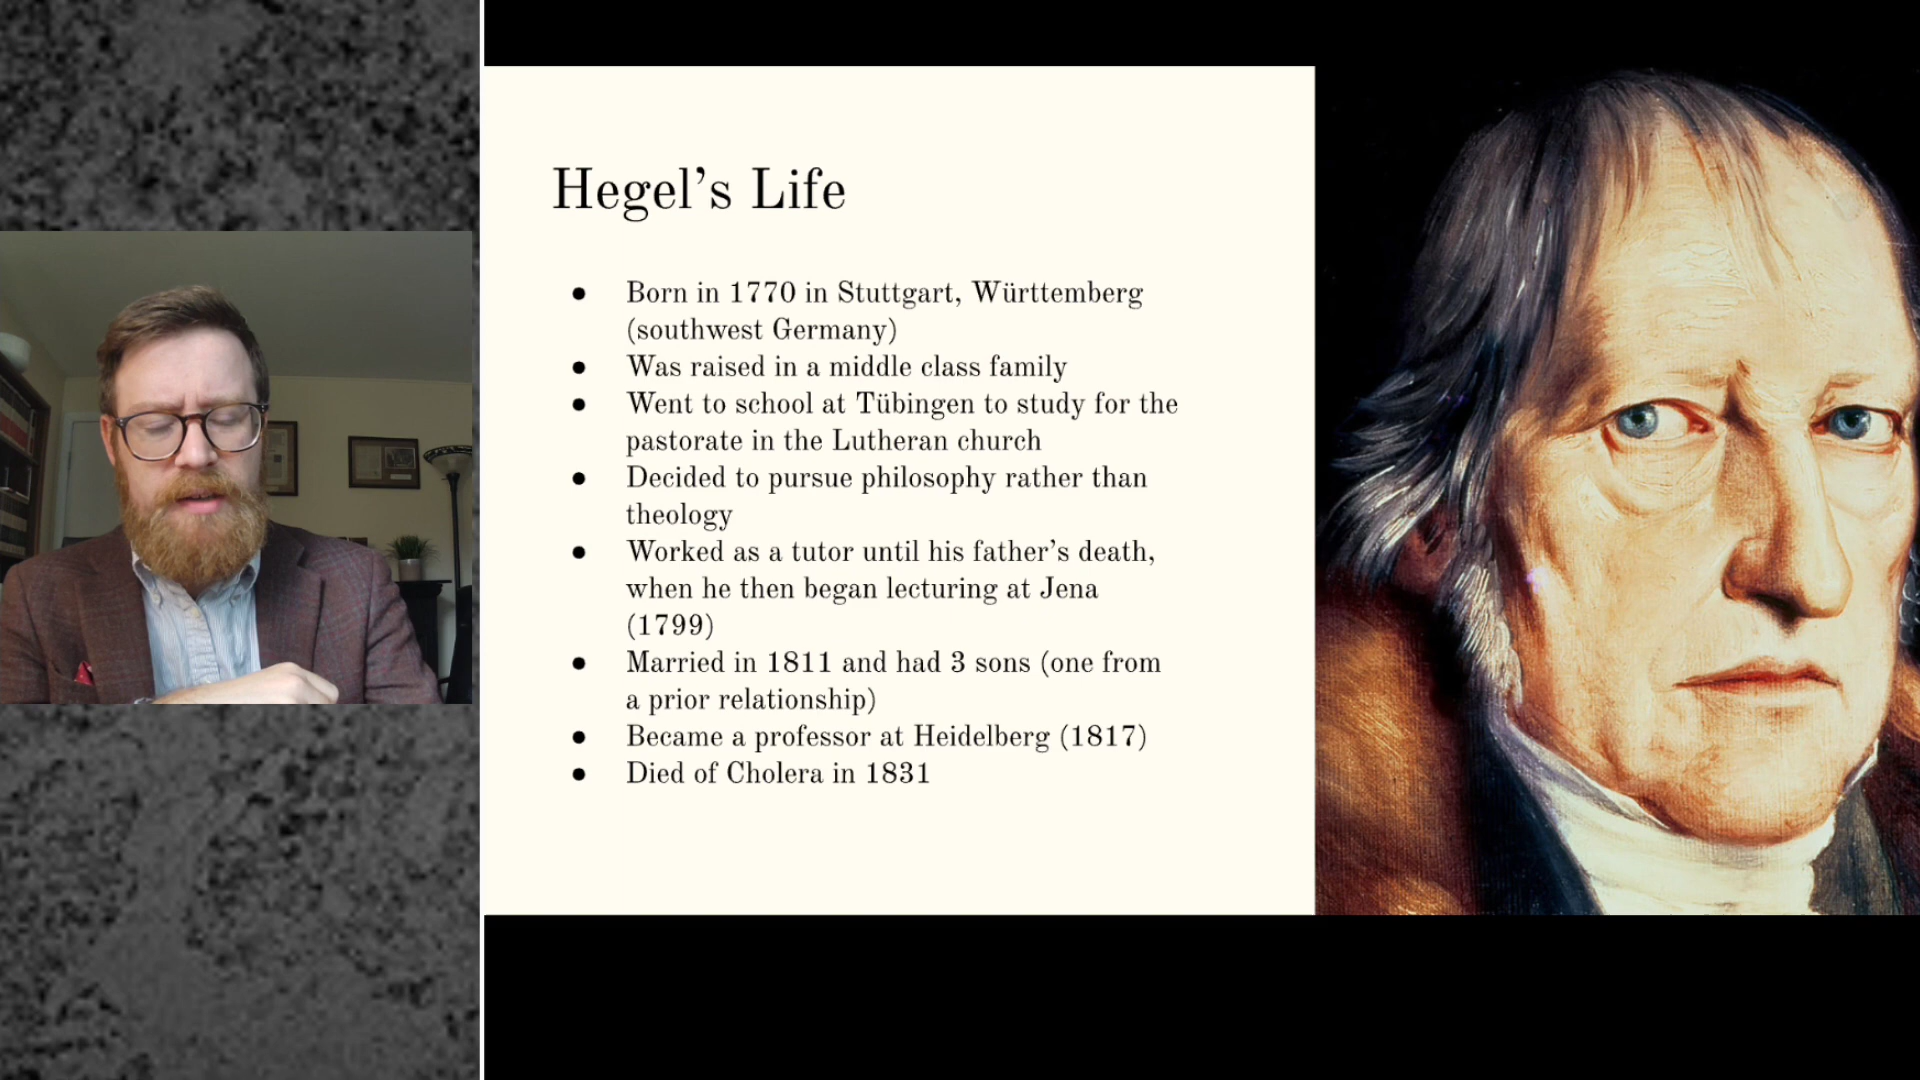 Hegel’s Life
● Born in 1770 in Stuttgart, Württemberg
(southwest Germany)
● Was raised in a middle class family
● Went to school at Tübingen to study for the
pastorate in the Lutheran church
● Decided to pursue philosophy rather than
theology
● Worked as a tutor until his father’s death,
when he then began lecturing at Jena
(1799)
● Married in 1811 and had 3 sons (one from
a prior relationship)
● Became a professor at Heidelberg (1817)
● Died of Cholera in 1831